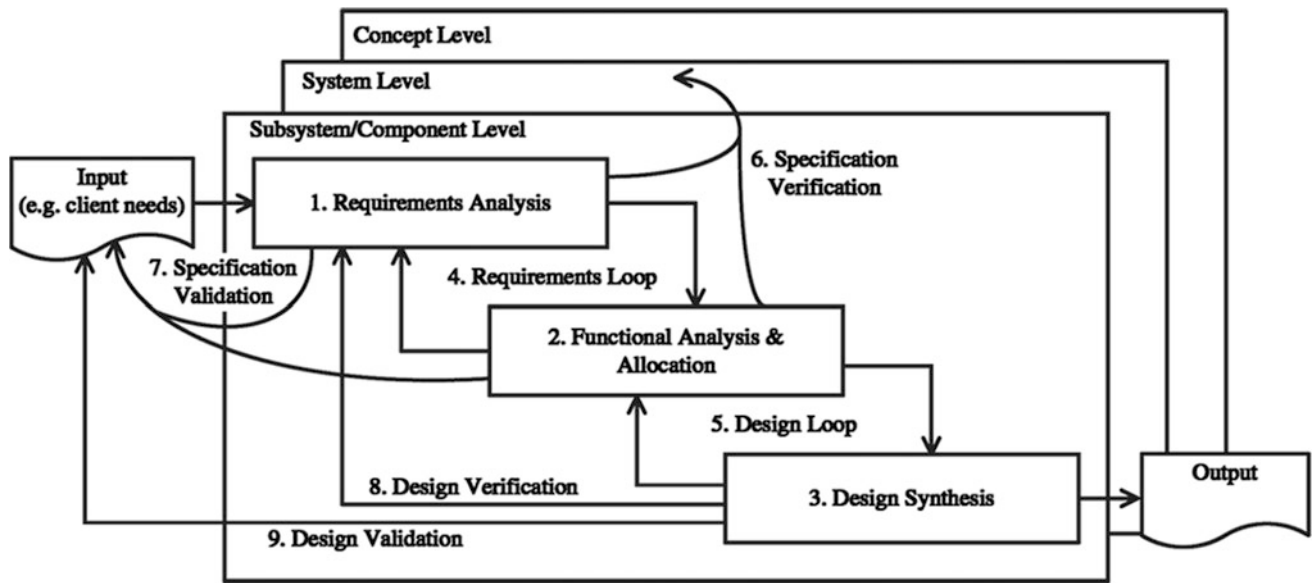 Concept Level
System Level
Subsystem/Component Level
Input
(e.g. client needs)
1. Requirements Analysis
6. Specification
Verification
7. Specification
Validation
4. Requirements Loop
2. Functional Analysis &
Allocation
5. Design Loop
8. Design Verification
3. Design Synthesis
Output
9. Design Validation